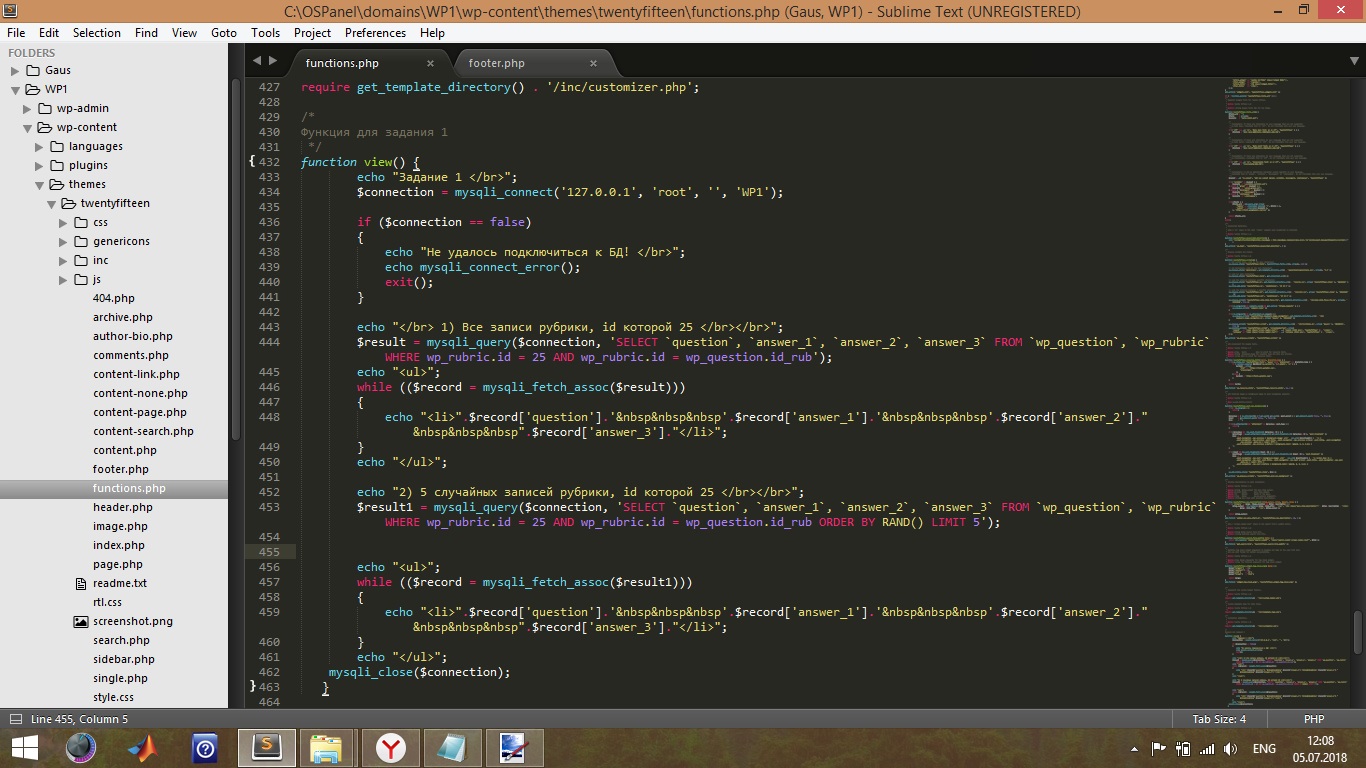 C:\OSPanel\domains\WP1\wp-content\themes\twentyfifteen\functions.php (Gaus, WP1) - Sublime Text (UNREGISTERED)
File Edit Selection Find View Goto Tools Project Preferences Help
FOLDERS
Gaus
WP1
wp-admin
wp-content
languages
plugins
themes
twentyfifteen
css
genericons
inc
js
404.php
archive.php
author-bio.php
comments.php
content-link.php
content-none.php
content-page.php
content-search.php
content.php
footer.php
functions.php
header.php
image.php
index.php
page.php
readme.txt
rtl.css
screenshot.png
search.php
sidebar.php
single.php
style.css
functions.php × footer.php ×
427 require get_template_directory() . '/inc/customizer.php';
428
429 /*
430 Функция для задания 1
431 */
432 function view() {
433 echo "Задание 1 </br>";
434 $connection = mysqli_connect('127.0.0.1', 'root', '', 'WP1');
435
436 if ($connection == false)
437 {
438 echo "Не удалось подключиться к БД! </br>";
439 echo mysqli_connect_error();
440 exit();
441 }
442
443 echo "</br> 1) Все записи рубрики, id которой 25 </br></br>";
444 $result = mysqli_query($connection, 'SELECT `question`, `answer_1`, `answer_2`, `answer_3` FROM `wp_question`, `wp_rubric`
WHERE wp_rubric.id = 25 AND wp_rubric.id = wp_question.id_rub');
445 echo "<ul>";
446 while (($record = mysqli_fetch_assoc($result)))
447 {
448 echo "<li>".$record['question'].'&nbsp&nbsp&nbsp'.$record['answer_1'].'&nbsp&nbsp&nbsp'.$record['answer_2']."
&nbsp&nbsp&nbsp".$record['answer_3']."</li>";
449 }
450 echo "</ul>";
451
452 echo "2) 5 случайных записей рубрики, id которой 25 </br></br>";
453 $result1 = mysqli_query($connection, 'SELECT `question`, `answer_1`, `answer_2`, `answer_3` FROM `wp_question`, `wp_rubric`
WHERE wp_rubric.id = 25 AND wp_rubric.id = wp_question.id_rub ORDER BY RAND() LIMIT 5');
454
455
456 echo "<ul>";
457 while (($record = mysqli_fetch_assoc($result1)))
458 {
459 echo "<li>".$record['question'].'&nbsp&nbsp&nbsp'.$record['answer_1'].'&nbsp&nbsp&nbsp'.$record['answer_2']."
&nbsp&nbsp&nbsp".$record['answer_3']."</li>";
460 }
461 echo "</ul>";
462 mysqli_close($connection);
463 }
464
Line 455, Column 5 Tab Size: 4 PHP
ENG 12:08
05.07.2018